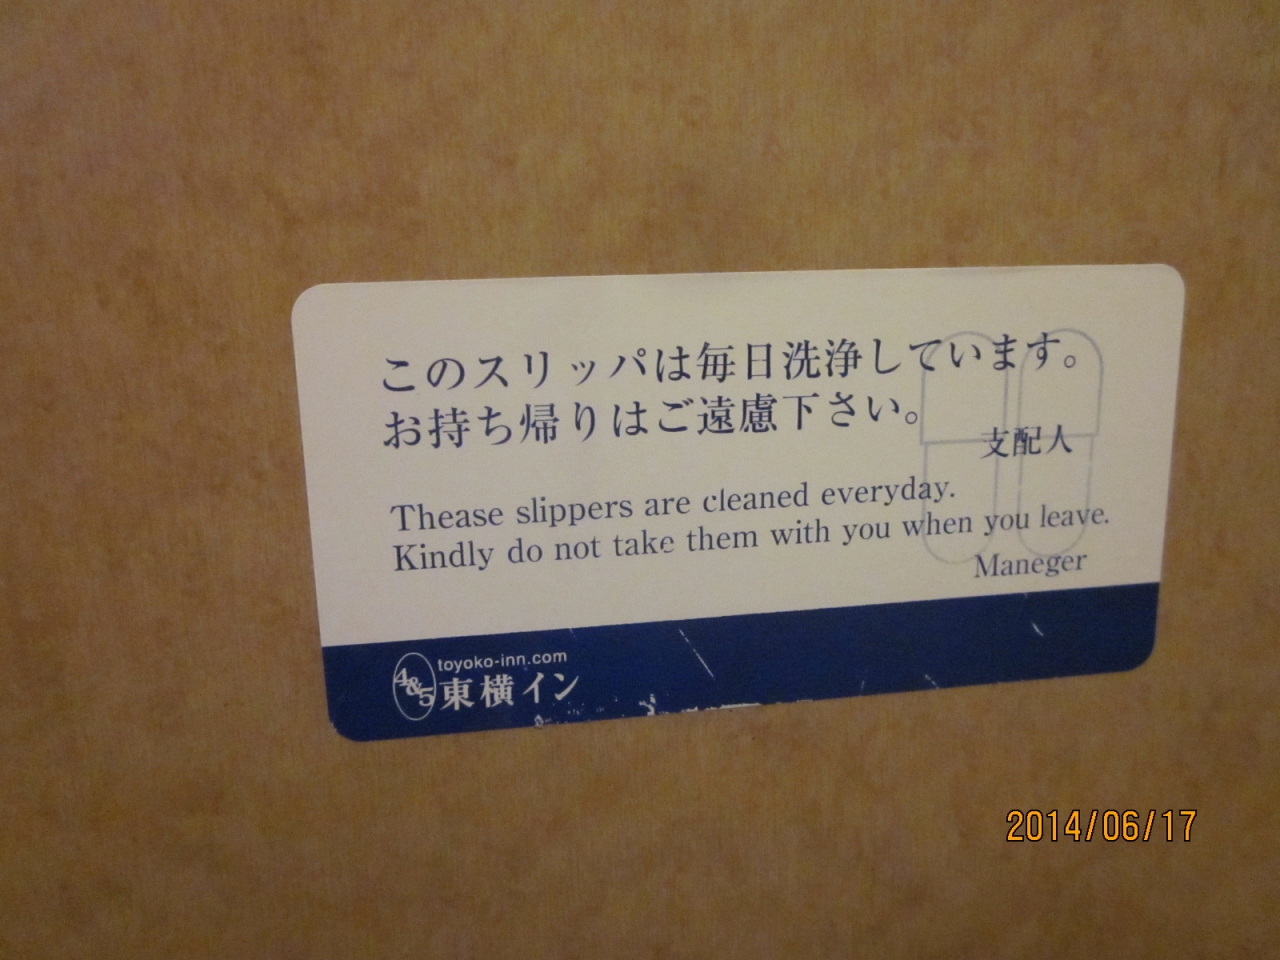 このスリッパは毎日洗浄しています。
お持ち帰りはご遠慮下さい。
支配人
Thease slippers are cleaned everyday.
Kindly do not take them with you when you leave.
Maneger
4&5
toyoko-inn.com
東横イン
2014/06/17